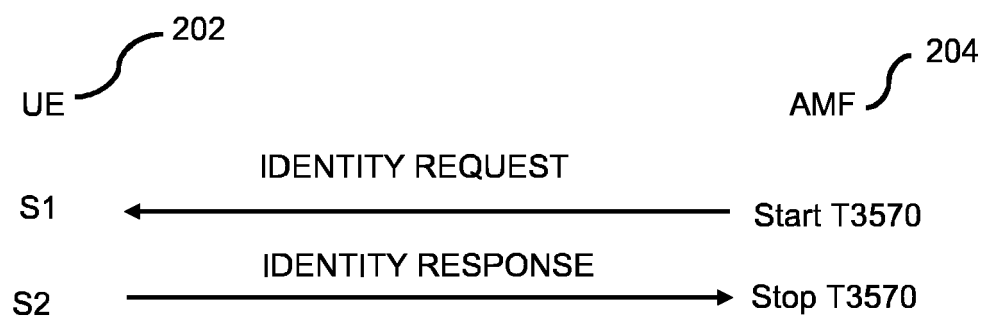 202
204
UE
AMF
IDENTITY REQUEST
S1
Start T3570
IDENTITY RESPONSE
S2
Stop T3570